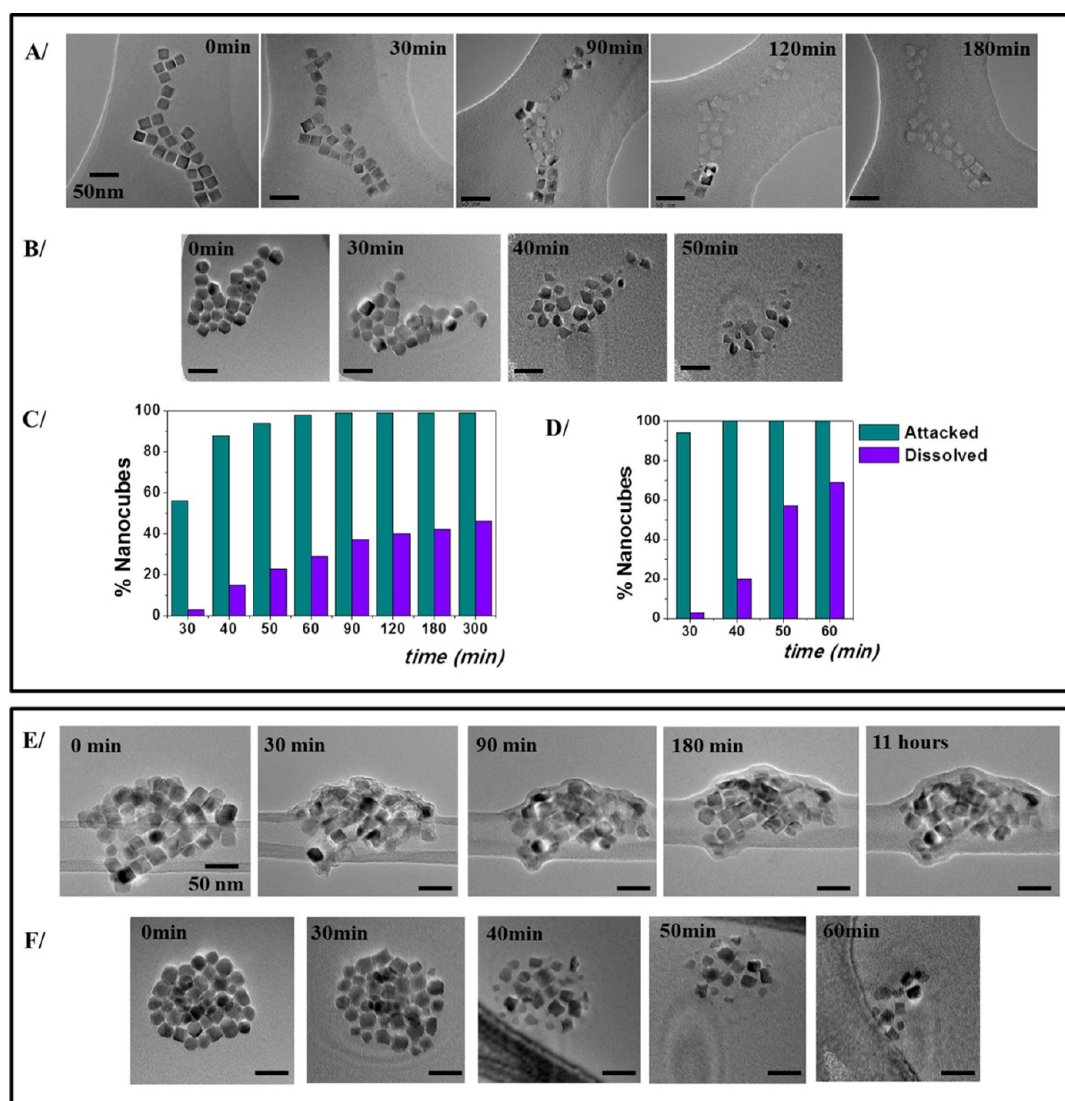 A/
0min
30min
90min
120min
180min
50nm
B/
0min
30min
40min
50min
C/
100
80
60
40
20
0
% Nanocubes
30 40 50 60 90 120 180 300
time (min)
D/
100
80
60
40
20
0
% Nanocubes
30 40 50 60
time (min)
Attacked
Dissolved
E/
0 min
30 min
90 min
180 min
11 hours
50 nm
F/
0min
30min
40min
50min
60min